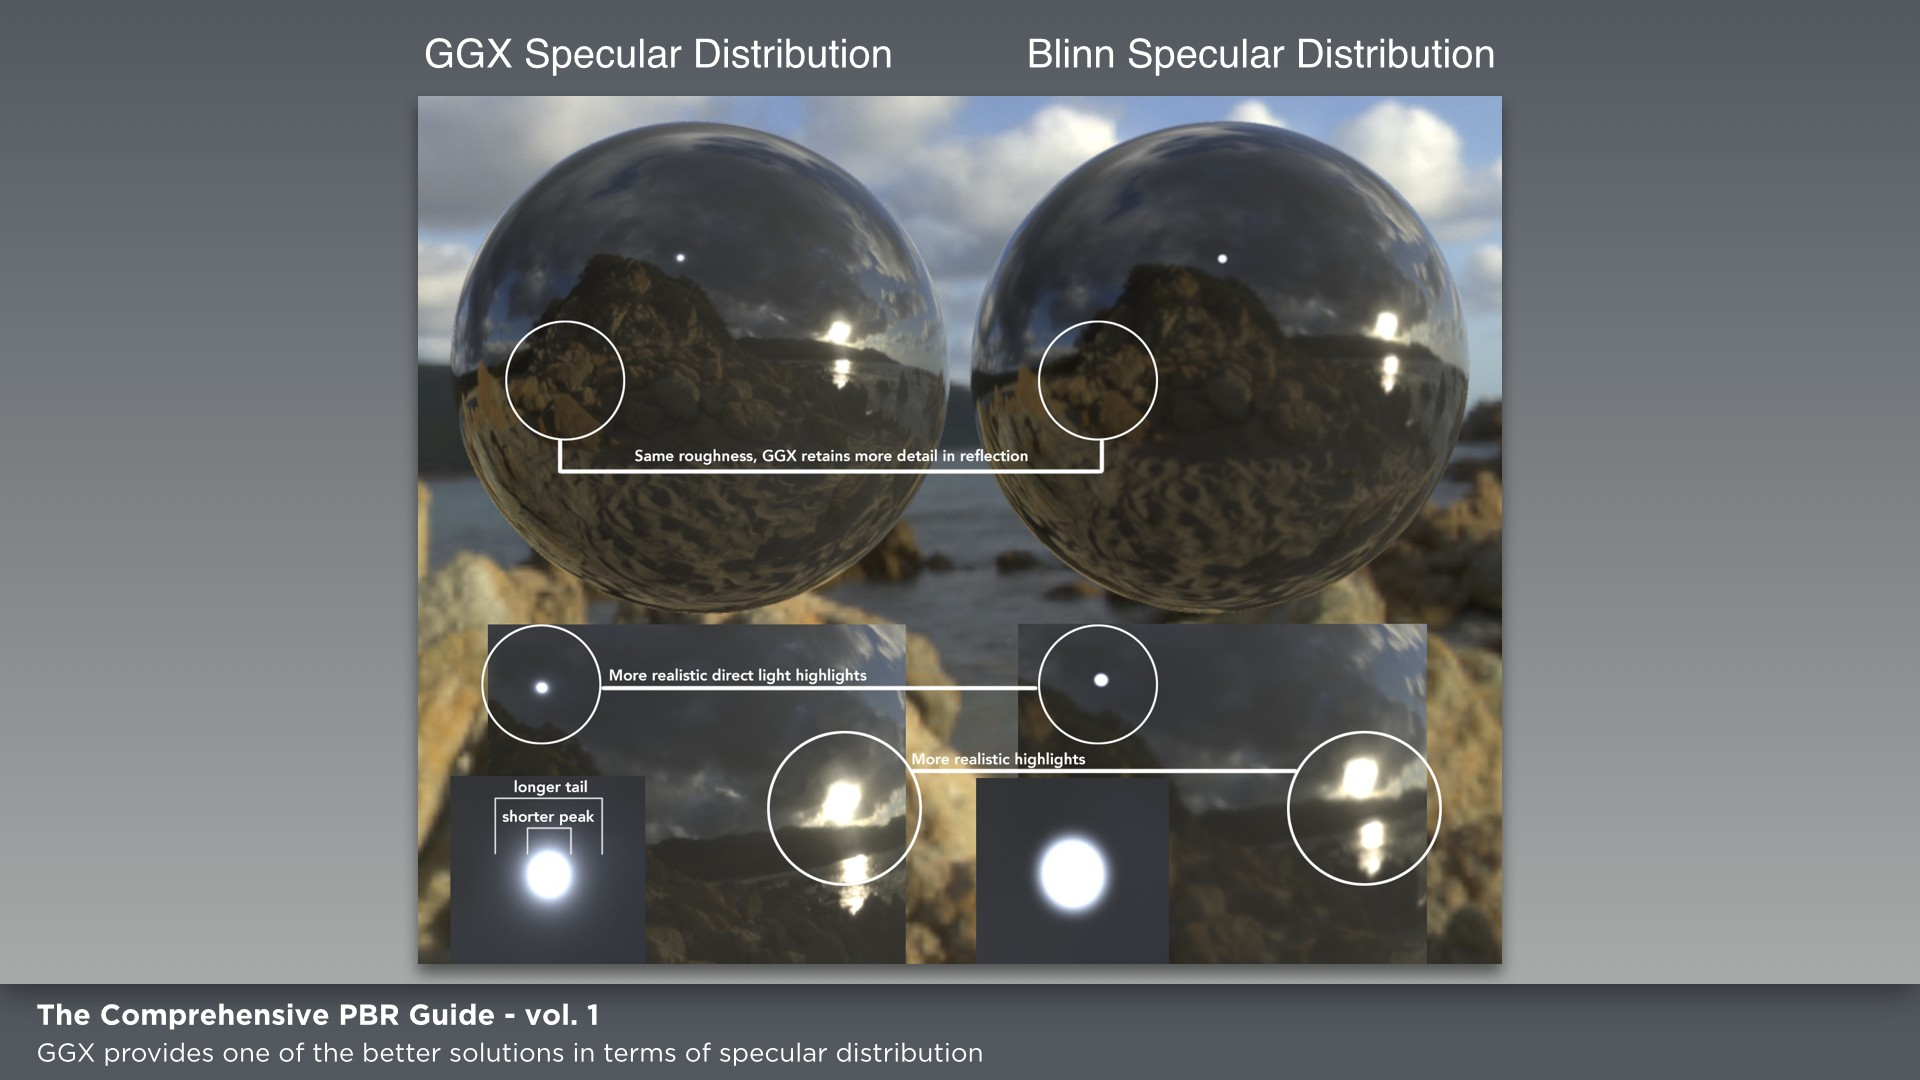 GGX Specular Distribution
Blinn Specular Distribution
Same roughness, GGX retains more detail in reflection
More realistic direct light highlights
More realistic highlights
longer tail
shorter peak
The Comprehensive PBR Guide - vol. 1
GGX provides one of the better solutions in terms of specular distribution